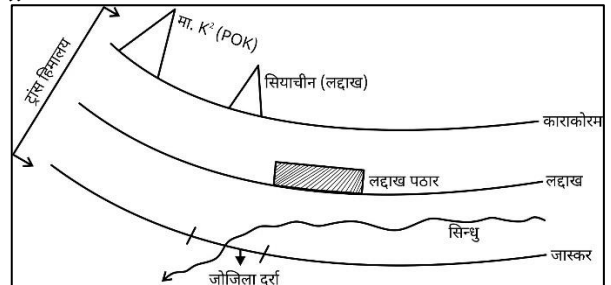 मा. K² (POK)
ट्रांस हिमालय
सियाचीन (लद्दाख)
काराकोरम
लद्दाख पठार
लद्दाख
सिन्धु
जास्कर
जोजिला दर्रा